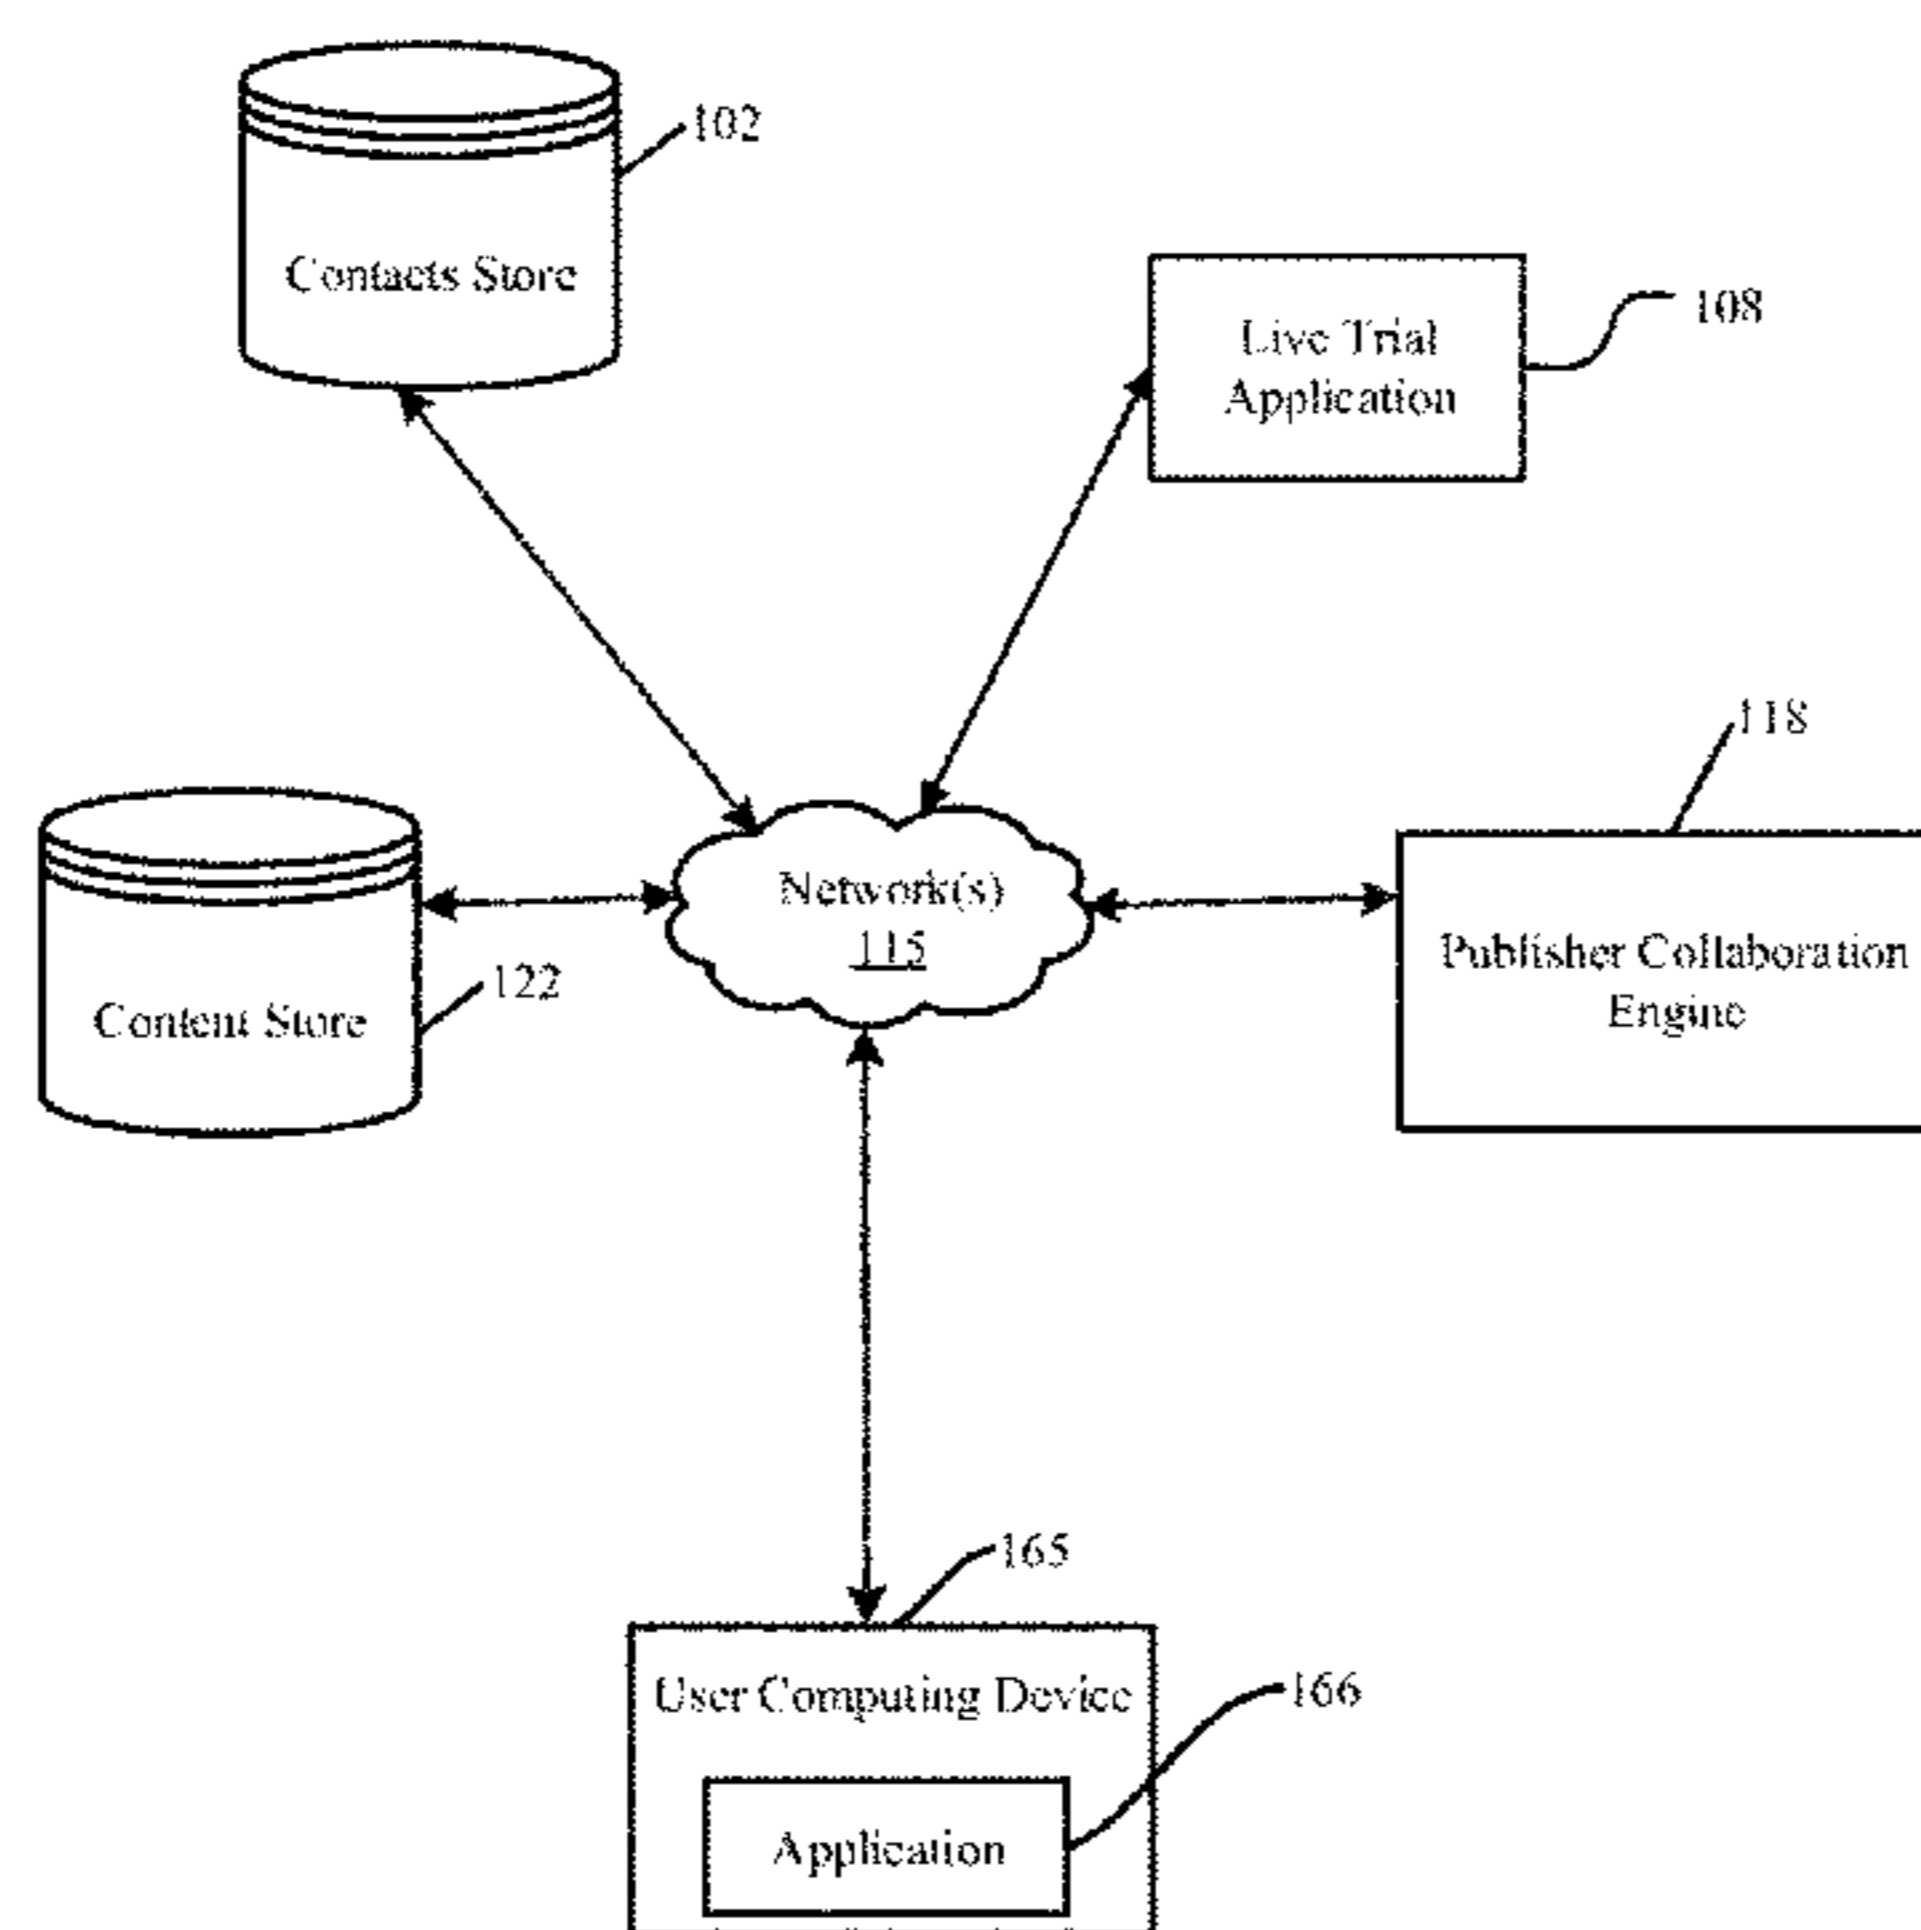 102
Contacts Store
Live Trial
Application
108
118
Network(s)
115
Publisher Collaboration
Engine
122
Content Store
165
User Computing Device
166
Application